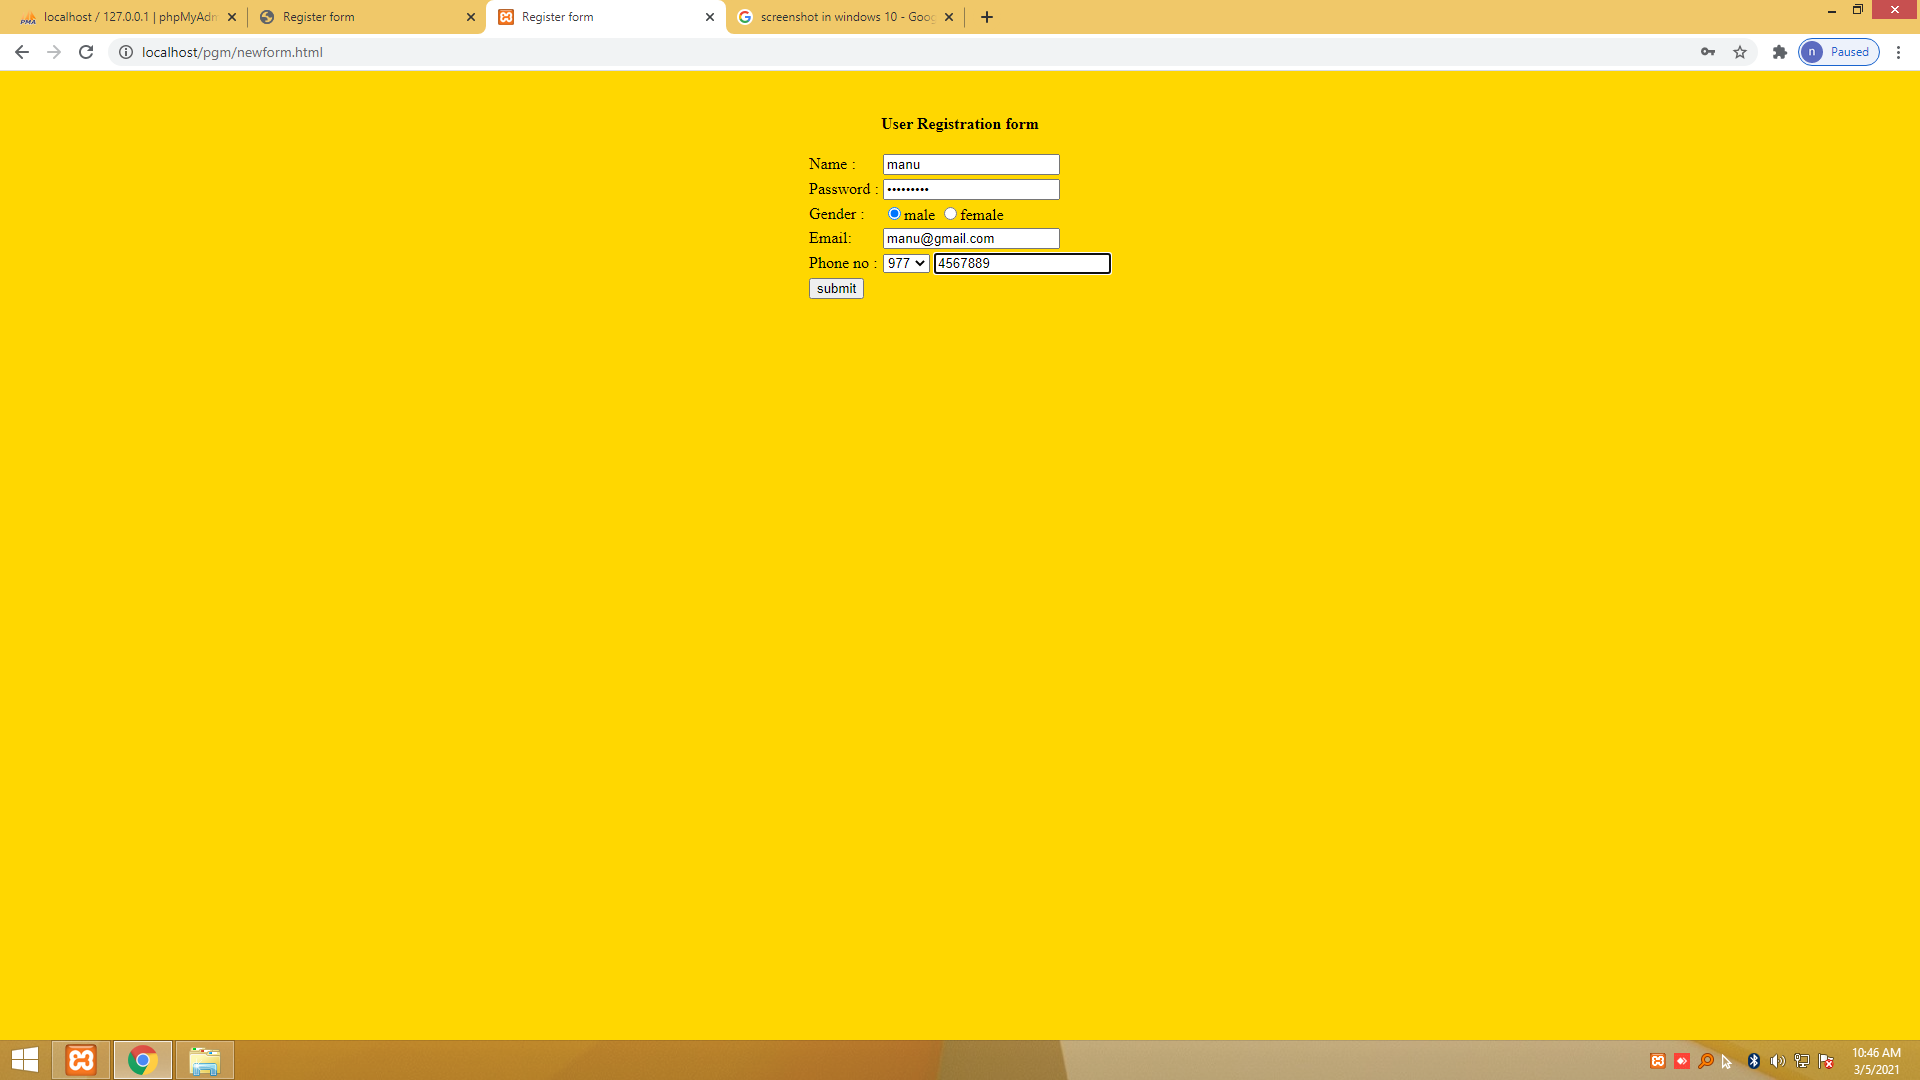 localhost / 127.0.0.1 | phpMyAdm
Register form
Register form
screenshot in windows 10 - Goog
localhost/pgm/newform.html
n Paused
User Registration form
Name : manu
Password : •••••••••
Gender : male female
Email: manu@gmail.com
Phone no : 977 4567889
submit
10:46 AM
3/5/2021